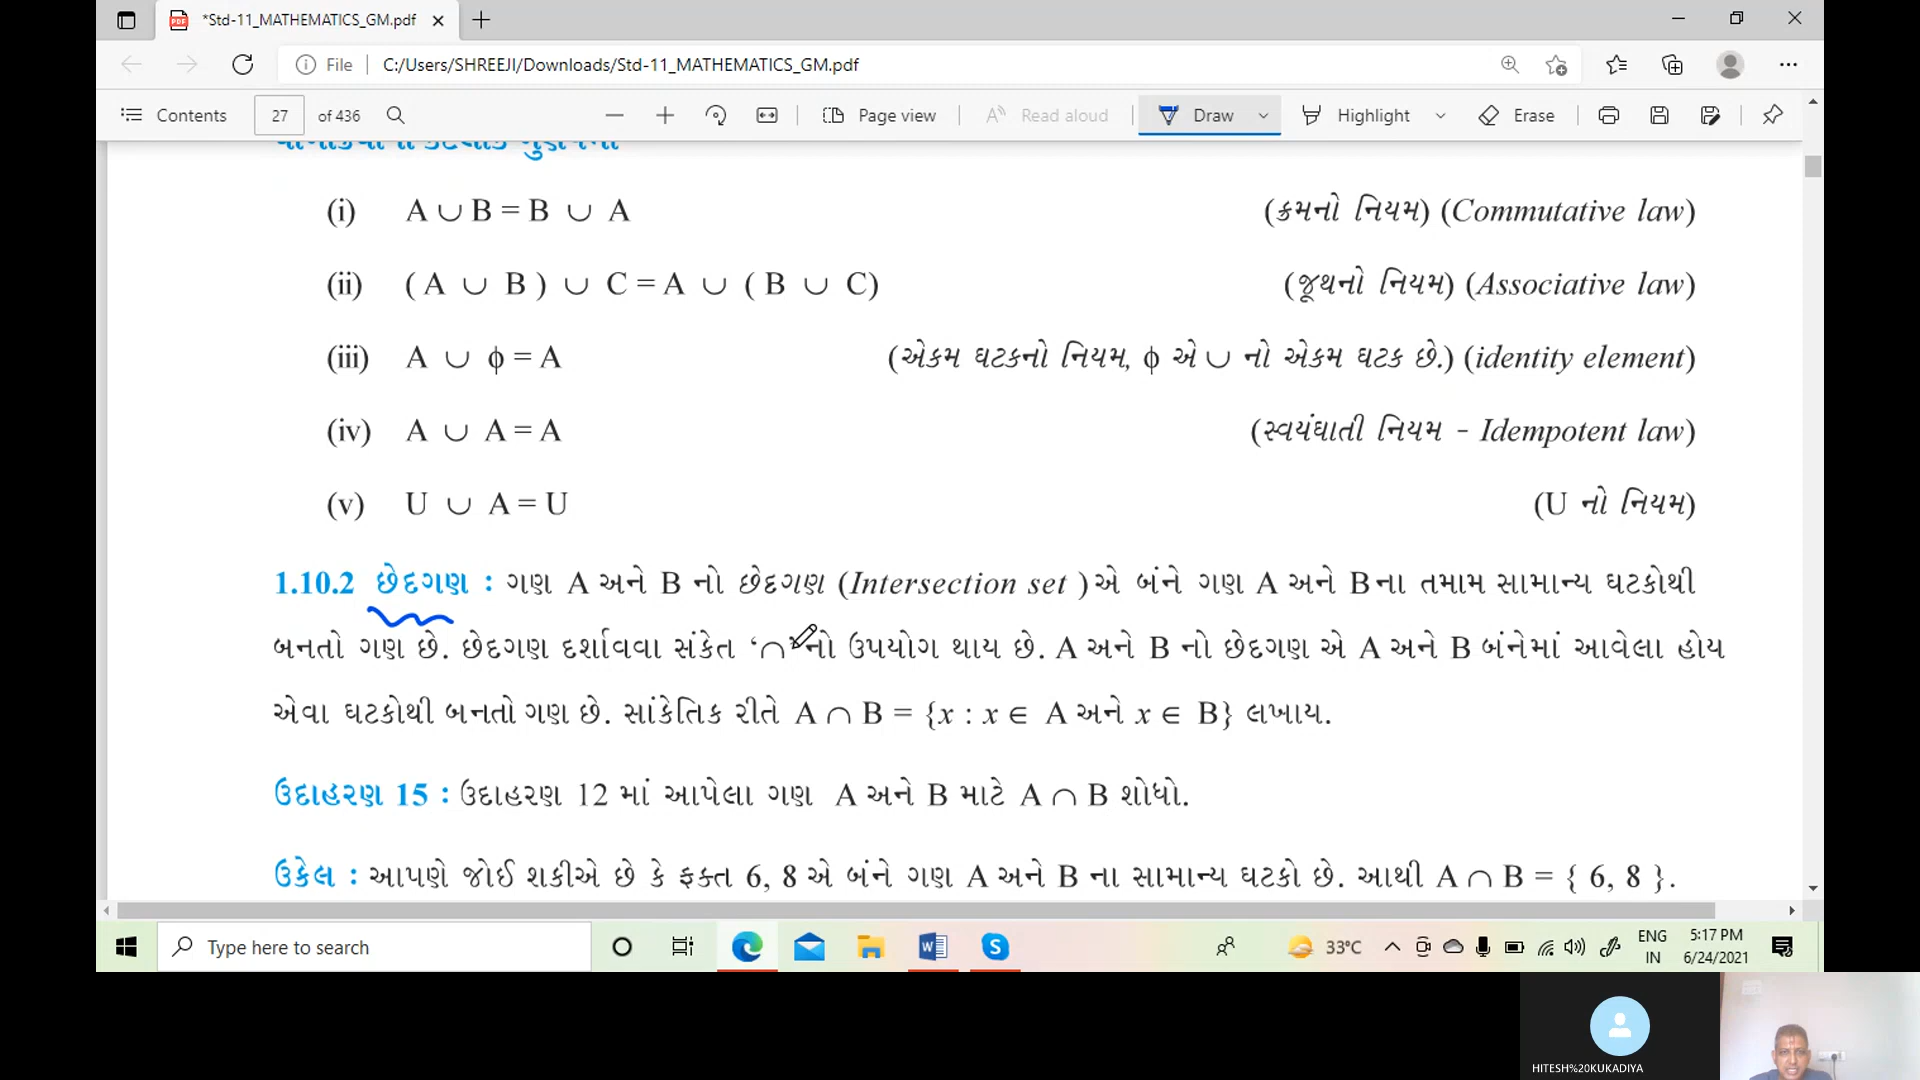 *Std-11_MATHEMATICS_GM.pdf
File C:/Users/SHREEJI/Downloads/Std-11_MATHEMATICS_GM.pdf
Contents 27 of 436 Page view Read aloud Draw Highlight Erase
(i) A ∪ B = B ∪ A (ક્રમનો નિયમ) (Commutative law)
(ii) ( A ∪ B ) ∪ C = A ∪ ( B ∪ C) (જૂથનો નિયમ) (Associative law)
(iii) A ∪ ϕ = A (એકમ ઘટકનો નિયમ, ϕ એ ∪ નો એકમ ઘટક છે.) (identity element)
(iv) A ∪ A = A (સ્વયંઘાતી નિયમ - Idempotent law)
(v) U ∪ A = U (U નો નિયમ)
1.10.2 છેદગણ : ગણ A અને B નો છેદગણ (Intersection set ) એ બંને ગણ A અને B ના તમામ સામાન્ય ઘટકોથી
બનતો ગણ છે. છેદગણ દર્શાવવા સંકેત ‘∩’ નો ઉપયોગ થાય છે. A અને B નો છેદગણ એ A અને B બંનેમાં આવેલા હોય
એવા ઘટકોથી બનતો ગણ છે. સાંકેતિક રીતે A ∩ B = {x : x ∈ A અને x ∈ B} લખાય.
ઉદાહરણ 15 : ઉદાહરણ 12 માં આપેલા ગણ A અને B માટે A ∩ B શોધો.
ઉકેલ : આપણે જોઈ શકીએ છે કે ફક્ત 6, 8 એ બંને ગણ A અને B ના સામાન્ય ઘટકો છે. આથી A ∩ B = { 6, 8 }.
Type here to search 33°C ENG IN 5:17 PM 6/24/2021
HITESH%20KUKADIYA